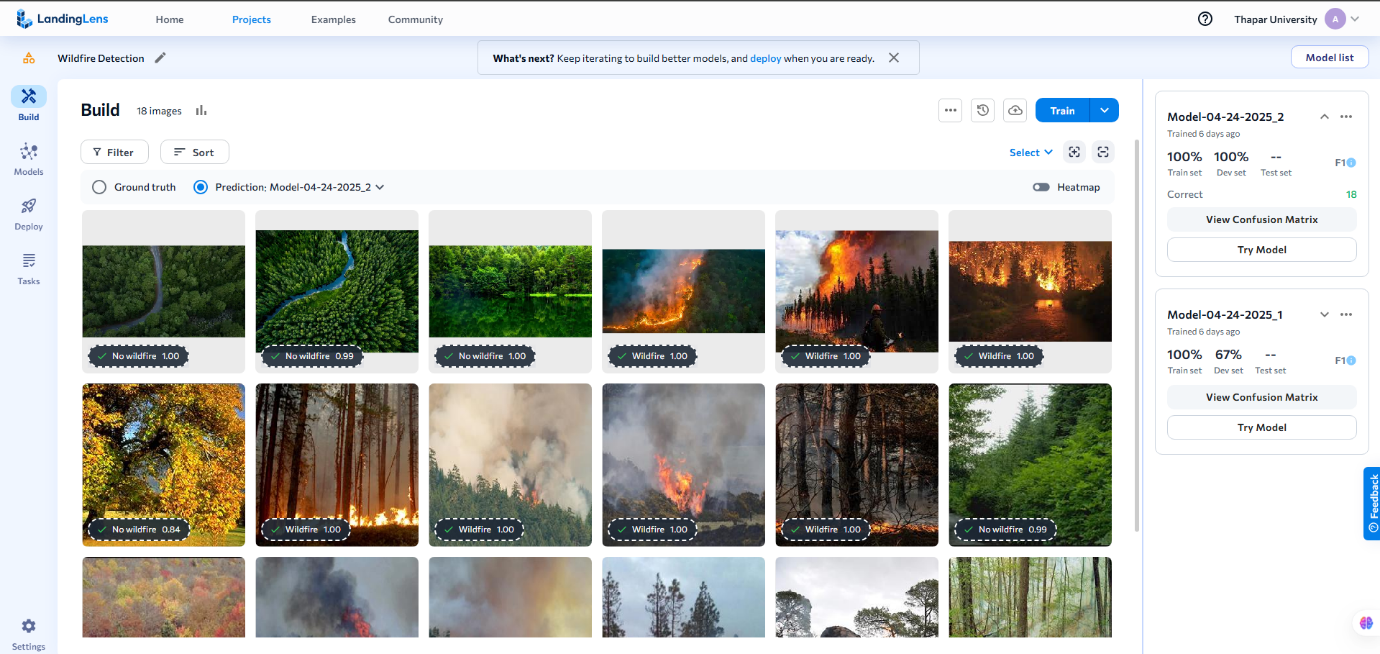 LandingLens
Home
Projects
Examples
Community
Thapar University
A
Wildfire Detection
What's next? Keep iterating to build better models, and deploy when you are ready.
Model list
Build
Models
Deploy
Tasks
Settings
Build
18 images
Train
Filter
Sort
Select
Ground truth
Prediction: Model-04-24-2025_2
Heatmap
No wildfire 1.00
No wildfire 0.99
No wildfire 1.00
Wildfire 1.00
Wildfire 1.00
Wildfire 1.00
No wildfire 0.84
Wildfire 1.00
Wildfire 1.00
Wildfire 1.00
Wildfire 1.00
No wildfire 0.99
Model-04-24-2025_2
Trained 6 days ago
100% 100% --
Train set Dev set Test set
F1
Correct 18
View Confusion Matrix
Try Model
Model-04-24-2025_1
Trained 6 days ago
100% 67% --
Train set Dev set Test set
F1
View Confusion Matrix
Try Model
Feedback